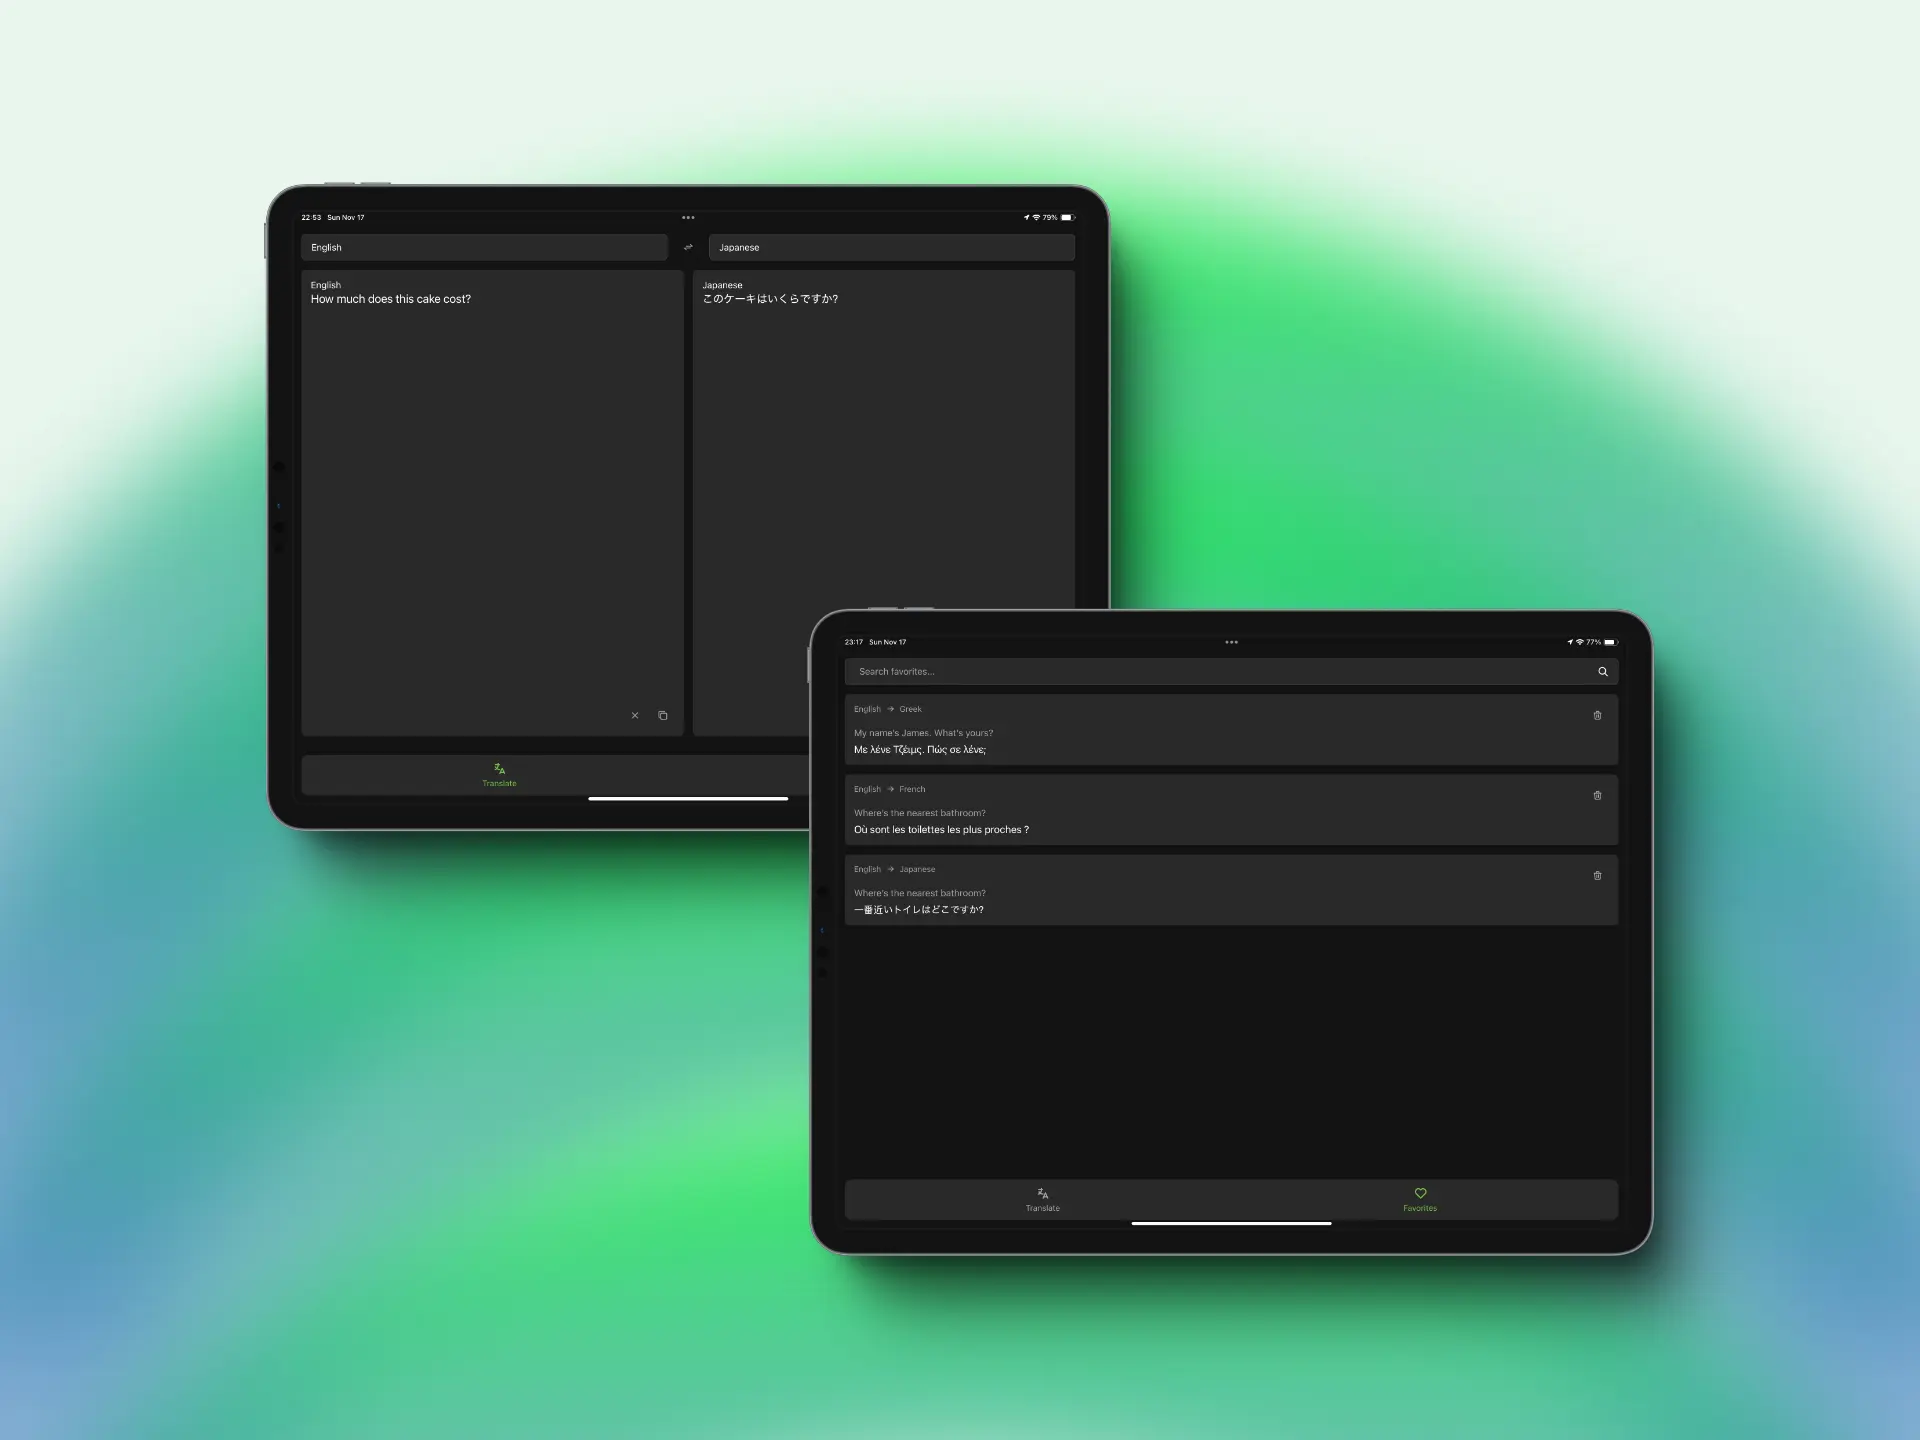 22:53 Sun Nov 17
79%
English
Japanese
English
How much does this cake cost?
Japanese
このケーキはいくらですか?
Translate
23:17 Sun Nov 17
77%
Search favorites...
English → Greek
My name's James. What's yours?
Με λένε Τζέιμς. Πώς σε λένε;
English → French
Where's the nearest bathroom?
Où sont les toilettes les plus proches ?
English → Japanese
Where's the nearest bathroom?
一番近いトイレはどこですか?
Translate
Favorites